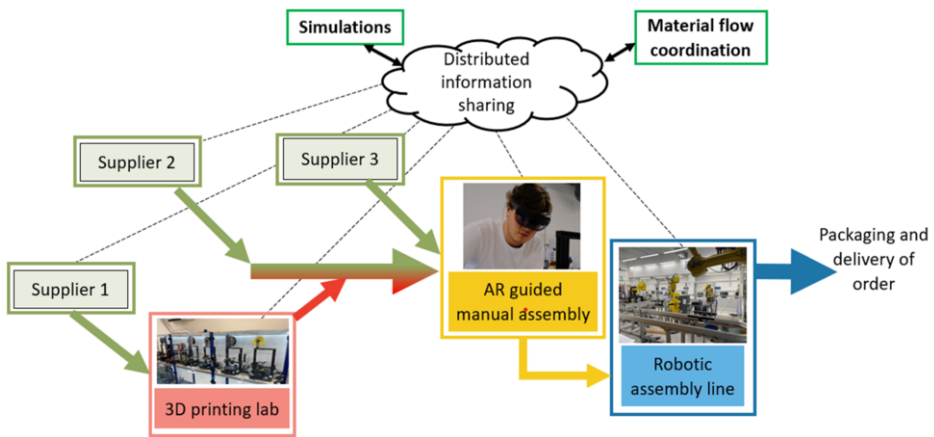 Simulations
Material flow
coordination
Distributed
information
sharing
Supplier 2
Supplier 3
Supplier 1
Packaging and
delivery of
order
AR guided
manual assembly
Robotic
assembly line
3D printing lab